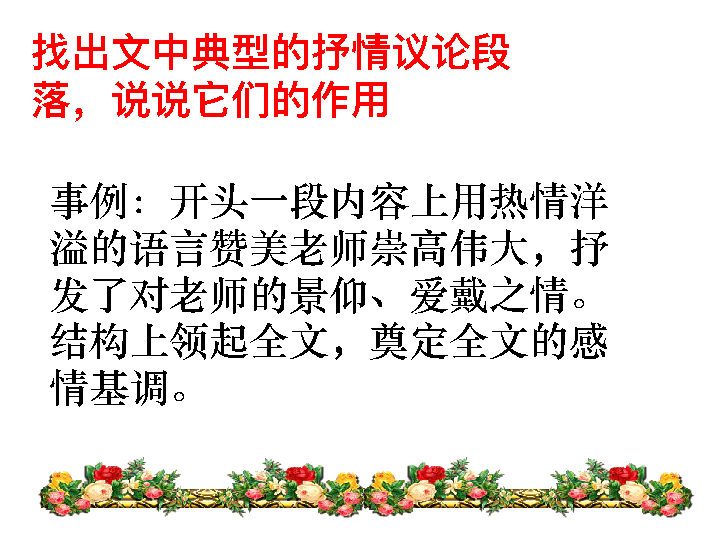 找出文中典型的抒情议论段
落，说说它们的作用
事例：开头一段内容上用热情洋
溢的语言赞美老师崇高伟大，抒
发了对老师的景仰、爱戴之情。
结构上领起全文，奠定全文的感
情基调。